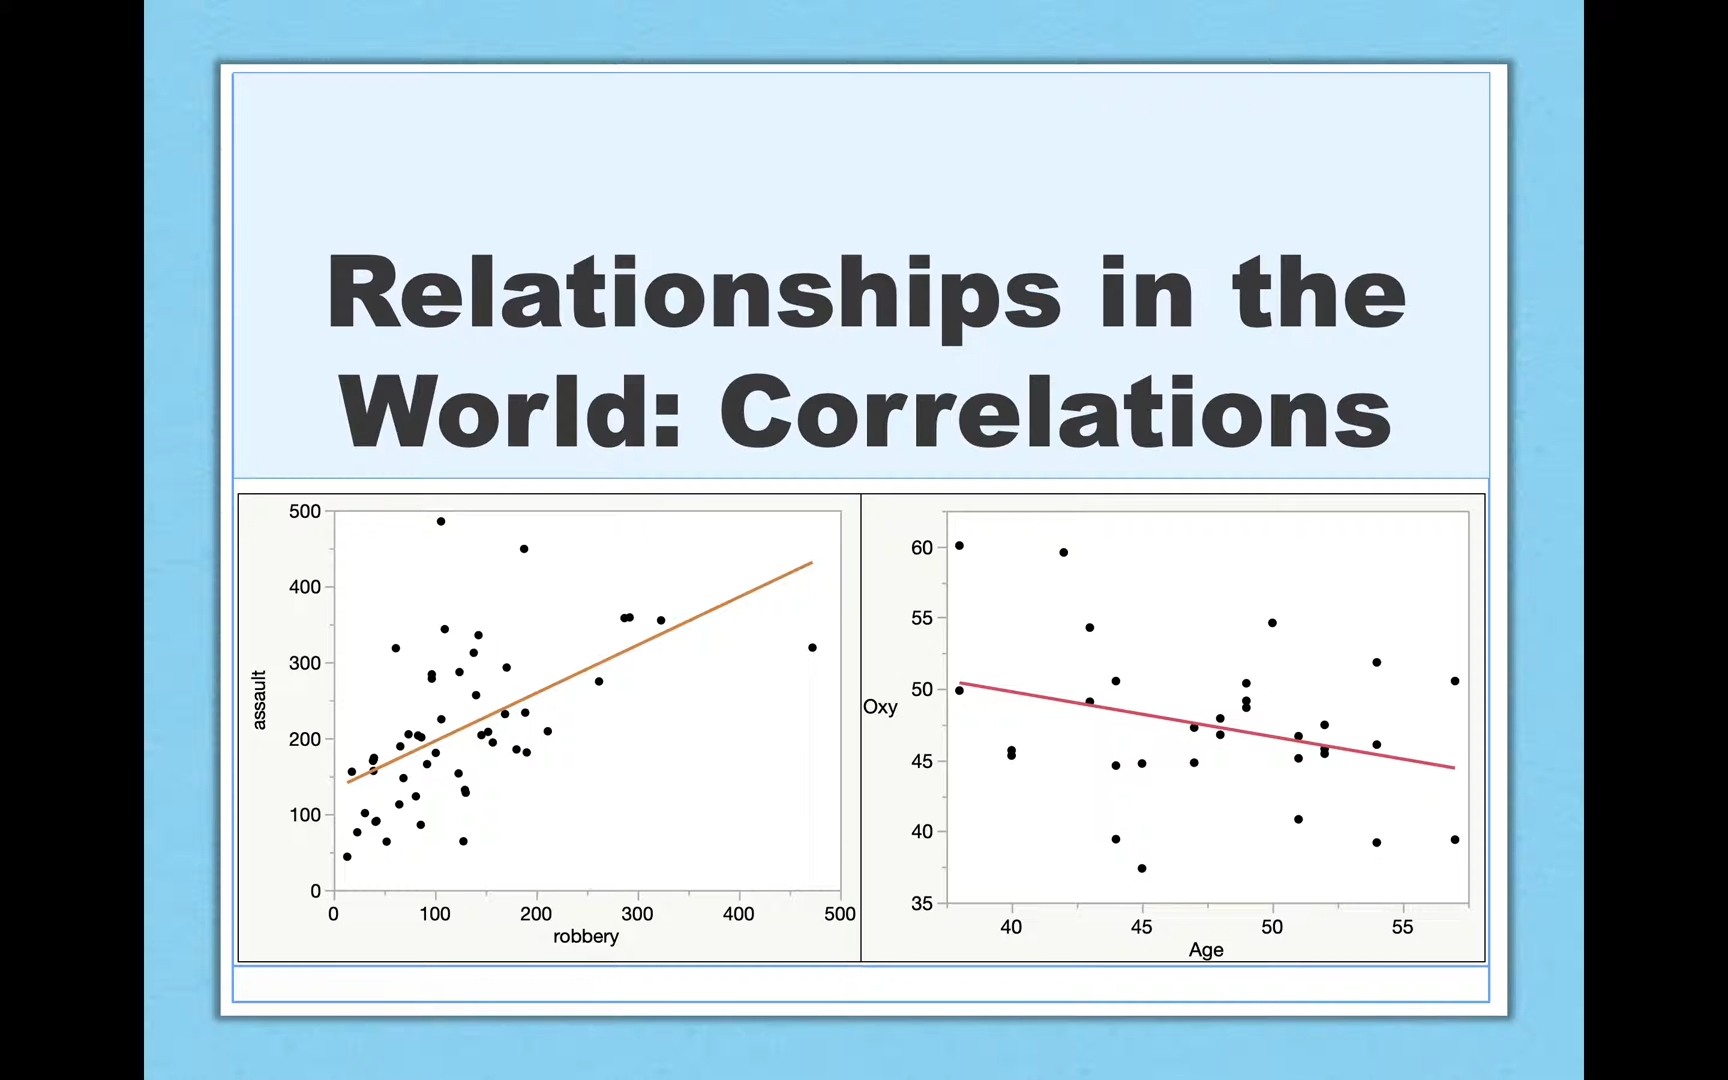 Relationships in the
World: Correlations
500
400
300
200
100
0
assault
0 100 200 300 400 500
robbery
60
55
50
45
40
35
Oxy
40 45 50 55
Age